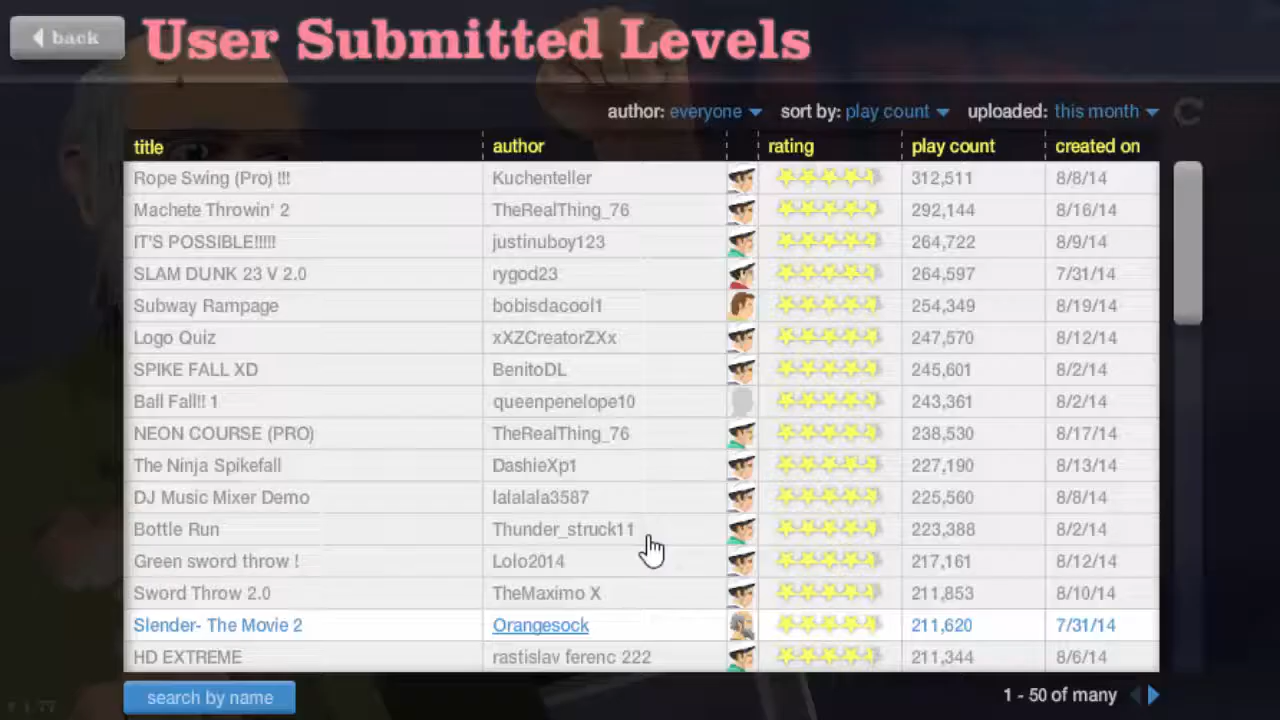 back
User Submitted Levels
author: everyone sort by: play count uploaded: this month
title author rating play count created on
Rope Swing (Pro) !!! Kuchenteller 312,511 8/8/14
Machete Throwin' 2 TheRealThing_76 292,144 8/16/14
IT'S POSSIBLE!!!!! justinuboy123 264,722 8/9/14
SLAM DUNK 23 V 2.0 rygod23 264,597 7/31/14
Subway Rampage bobisdacool1 254,349 8/19/14
Logo Quiz xXZCreatorZXx 247,570 8/12/14
SPIKE FALL XD BenitoDL 245,601 8/2/14
Ball Fall!! 1 queenpenelope10 243,361 8/2/14
NEON COURSE (PRO) TheRealThing_76 238,530 8/17/14
The Ninja Spikefall DashieXp1 227,190 8/13/14
DJ Music Mixer Demo lalalala3587 225,560 8/8/14
Bottle Run Thunder_struck11 223,388 8/2/14
Green sword throw ! Lolo2014 217,161 8/12/14
Sword Throw 2.0 TheMaximo X 211,853 8/10/14
Slender- The Movie 2 Orangesock 211,620 7/31/14
HD EXTREME rastislav ferenc 222 211,344 8/6/14
search by name 1 - 50 of many